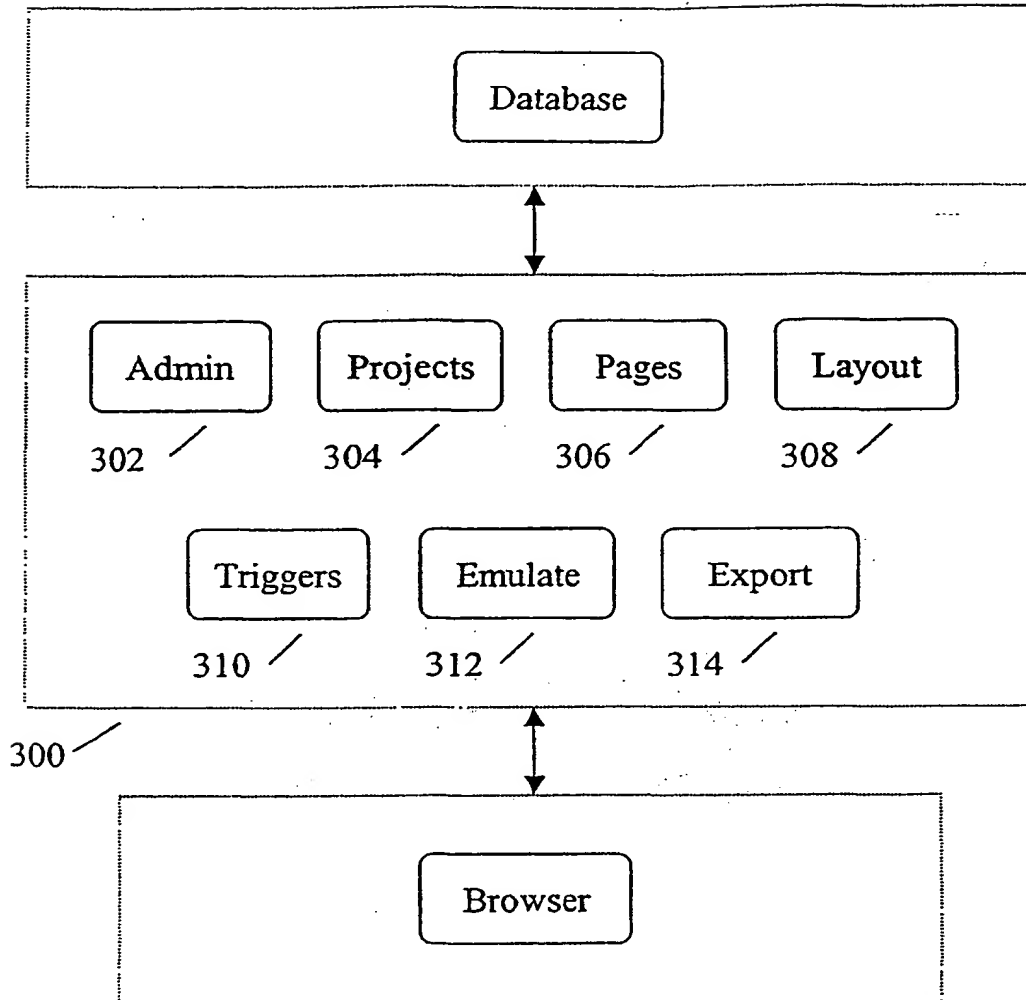 Database
Admin Projects Pages Layout
302 304 306 308
Triggers Emulate Export
310 312 314
300
Browser